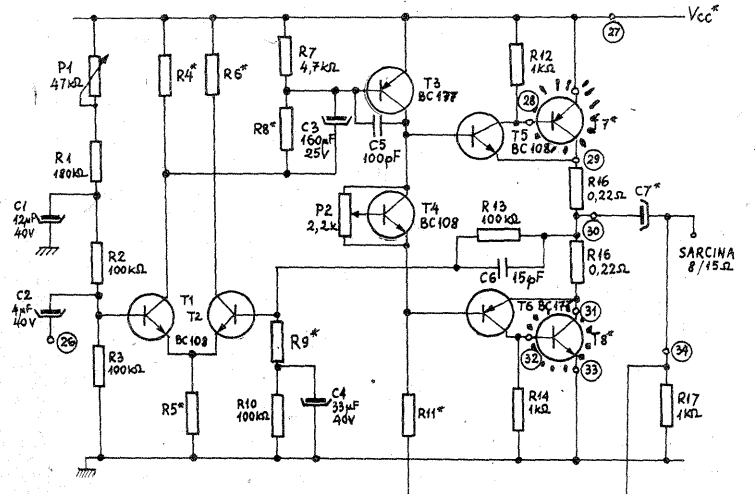 Vcc*
27
P1
47kΩ
R4*
R6*
R7
4,7kΩ
T3
BC177
R12
1kΩ
28
T7*
R8*
C3
160µF
25V
C5
100pF
T5
BC108
29
R1
180kΩ
R16
0,22Ω
C7*
C1
12µF
40V
P2
2,2k
T4
BC108
R13
100kΩ
30
SARCINA
8/15Ω
R2
100kΩ
C6
15pF
R16
0,22Ω
C2
4µF
40V
26
T1
T2
BC108
T6
BC178
31
T8*
R9*
32
33
34
R3
100kΩ
R5*
R10
100kΩ
C4
33µF
40V
R11*
R14
1kΩ
R17
1kΩ